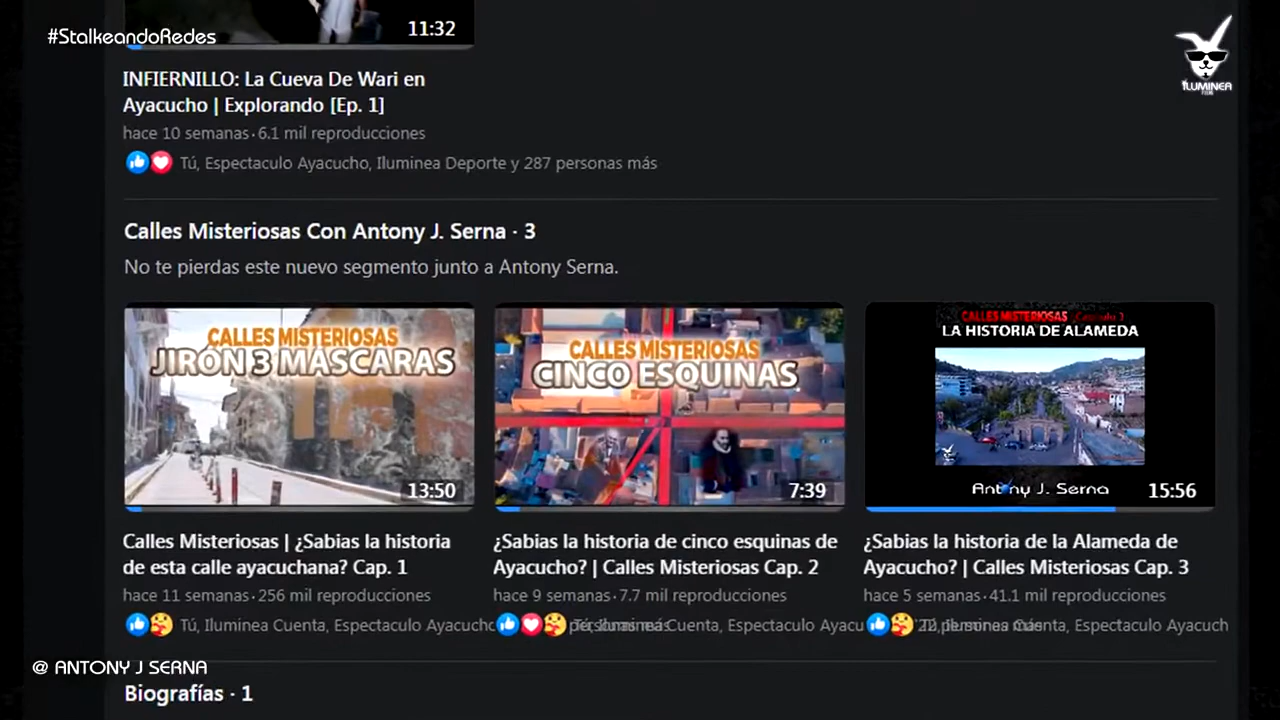 #StalkeandoRedes
11:32
ILUMINEA
INFIERNILLO: La Cueva De Wari en
Ayacucho | Explorando [Ep. 1]
hace 10 semanas · 6.1 mil reproducciones
Tú, Espectaculo Ayacucho, Iluminea Deporte y 287 personas más
Calles Misteriosas Con Antony J. Serna · 3
No te pierdas este nuevo segmento junto a Antony Serna.
CALLES MISTERIOSAS
JIRÓN 3 MASCARAS
13:50
CALLES MISTERIOSAS
CINCO ESQUINAS
7:39
CALLES MISTERIOSAS
LA HISTORIA DE ALAMEDA
Antony J. Serna
15:56
Calles Misteriosas | ¿Sabias la historia
de esta calle ayacuchana? Cap. 1
hace 11 semanas · 256 mil reproducciones
Tú, Iluminea Cuenta, Espectaculo Ayacucho
¿Sabias la historia de cinco esquinas de
Ayacucho? | Calles Misteriosas Cap. 2
hace 9 semanas · 7.7 mil reproducciones
Cuenta, Espectaculo Ayacu
¿Sabias la historia de la Alameda de
Ayacucho? | Calles Misteriosas Cap. 3
hace 5 semanas · 41.1 mil reproducciones
Espectaculo Ayacuch
@ ANTONY J SERNA
Biografías · 1